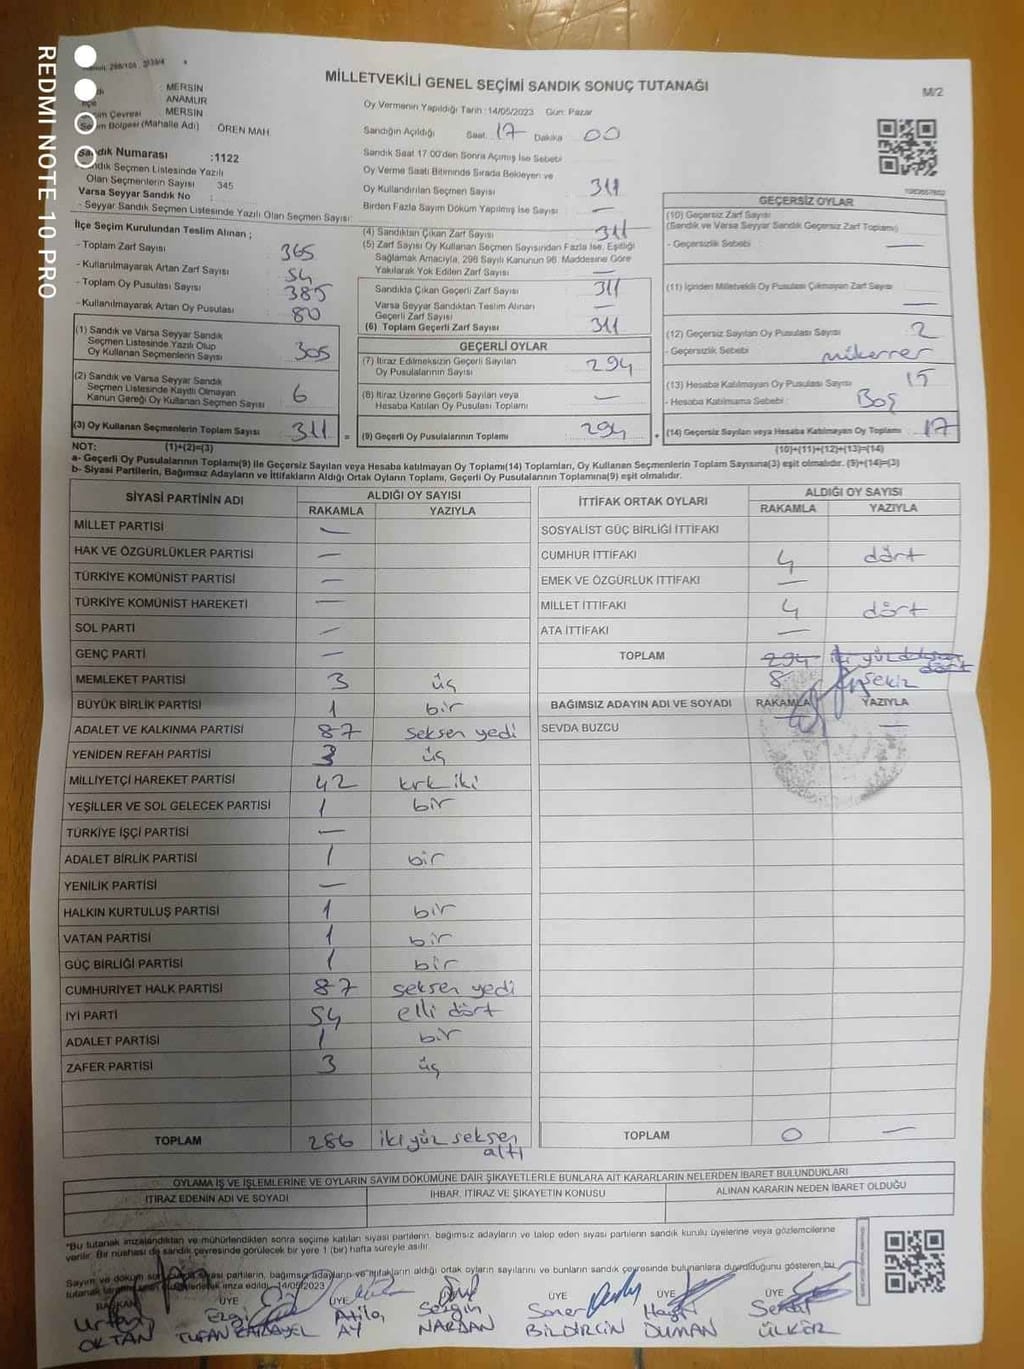 REDMI NOTE 10 PRO
MİLLETVEKİLİ GENEL SEÇİMİ SANDIK SONUÇ TUTANAĞI
M/2
: MERSİN
: ANAMUR
: MERSİN
Seçim Bölgesi (Mahalle Adı) : ÖREN MAH
Sandık Numarası :1122
Sandık Seçmen Listesinde Yazılı
Olan Seçmenlerin Sayısı 345
Varsa Seyyar Sandık No :
- Seyyar Sandık Seçmen Listesinde Yazılı Olan Seçmen Sayısı:
Oy Vermenin Yapıldığı Tarih :14/05/2023 Gün: Pazar
Sandığın Açıldığı Saat: 17 Dakika 00
Sandık Saat 17:00'den Sonra Açımış İse Sebebi
Oy Verme Saati Bitiminde Sırada Bekleyen ve
Oy Kullandırılan Seçmen Sayısı 311
Birden Fazla Sayım Döküm Yapılmış İse Sayısı —
İlçe Seçim Kurulundan Teslim Alınan ;
- Toplam Zarf Sayısı 365
- Kullanılmayarak Artan Zarf Sayısı 54
- Toplam Oy Pusulası Sayısı 385
- Kullanılmayarak Artan Oy Pusulası 80
(1) Sandık ve Varsa Seyyar Sandık
Seçmen Listesinde Yazılı Olup
Oy Kullanan Seçmenlerin Sayısı 305
(2) Sandık ve Varsa Seyyar Sandık
Seçmen Listesinde Kayıtlı Olmayan
Kanun Gereği Oy Kullanan Seçmen Sayısı 6
(3) Oy Kullanan Seçmenlerin Toplam Sayısı 311 =
(4) Sandıktan Çıkan Zarf Sayısı 311
(5) Zarf Sayısı Oy Kullanan Seçmen Sayısından Fazla İse, Eşitliği
Sağlamak Amacıyla, 298 Sayılı Kanunun 98. Maddesine Göre
Yakılarak Yok Edilen Zarf Sayısı —
Sandıkta Çıkan Geçerli Zarf Sayısı 311
Varsa Seyyar Sandıktan Teslim Alınan
Geçerli Zarf Sayısı
(6) Toplam Geçerli Zarf Sayısı 311
GEÇERLİ OYLAR
(7) İtiraz Edilmeksizin Geçerli Sayılan
Oy Pusulalarının Sayısı 294
(8) İtiraz Üzerine Geçerli Sayılan veya
Hesaba Katılan Oy Pusulası Toplamı —
(9) Geçerli Oy Pusulalarının Toplamı 294 +
GEÇERSİZ OYLAR
(10) Geçersiz Zarf Sayısı
(Sandık ve Varsa Seyyar Sandık Geçersiz Zarf Toplamı)
- Geçersizlik Sebebi : —
(11) İçinden Milletvekili Oy Pusulası Çıkmayan Zarf Sayısı
—
(12) Geçersiz Sayılan Oy Pusulası Sayısı 2
- Geçersizlik Sebebi : mükerrer
(13) Hesaba Katılmayan Oy Pusulası Sayısı 15
- Hesaba Katılmama Sebebi : Boş
(14) Geçersiz Sayılan veya Hesaba Katılmayan Oy Toplamı 17
NOT: (1)+(2)=(3) (10)+(11)+(12)+(13)=(14)
a- Geçerli Oy Pusulalarının Toplamı(9) ile Geçersiz Sayılan veya Hesaba katılmayan Oy Toplamı(14) Toplamları, Oy Kullanan Seçmenlerin Toplam Sayısına(3) eşit olmalıdır. (9)+(14)=(3)
b- Siyasi Partilerin, Bağımsız Adayların ve İttifakların Aldığı Oyların Toplamı, Geçerli Oy Pusulalarının Toplamına(9) eşit olmalıdır.
SİYASİ PARTİNİN ADI ALDIĞI OY SAYISI
RAKAMLA YAZIYLA
MİLLET PARTİSİ —
HAK VE ÖZGÜRLÜKLER PARTİSİ —
TÜRKİYE KOMÜNİST PARTİSİ —
TÜRKİYE KOMÜNİST HAREKETİ —
SOL PARTİ —
GENÇ PARTİ —
MEMLEKET PARTİSİ 3 üç
BÜYÜK BİRLİK PARTİSİ 1 bir
ADALET VE KALKINMA PARTİSİ 87 seksen yedi
YENİDEN REFAH PARTİSİ 3 üç
MİLLİYETÇİ HAREKET PARTİSİ 42 kırk iki
YEŞİLLER VE SOL GELECEK PARTİSİ 1 bir
TÜRKİYE İŞÇİ PARTİSİ —
ADALET BİRLİK PARTİSİ 1 bir
YENİLİK PARTİSİ —
HALKIN KURTULUŞ PARTİSİ 1 bir
VATAN PARTİSİ 1 bir
GÜÇ BİRLİĞİ PARTİSİ 1 bir
CUMHURİYET HALK PARTİSİ 87 seksen yedi
İYİ PARTİ 54 elli dört
ADALET PARTİSİ 1 bir
ZAFER PARTİSİ 3 üç
TOPLAM 286 iki yüz seksen
altı
İTTİFAK ORTAK OYLARI ALDIĞI OY SAYISI
RAKAMLA YAZIYLA
SOSYALİST GÜÇ BİRLİĞİ İTTİFAKI
CUMHUR İTTİFAKI 4 dört
EMEK VE ÖZGÜRLÜK İTTİFAKI —
MİLLET İTTİFAKI 4 dört
ATA İTTİFAKI —
TOPLAM 294
8 sekiz
BAĞIMSIZ ADAYIN ADI VE SOYADI RAKAMLA YAZIYLA
SEVDA BUZCU —
TOPLAM 0 —
OYLAMA İŞ VE İŞLEMLERİNE VE OYLARIN SAYIM DÖKÜMÜNE DAİR ŞİKAYETLERLE BUNLARA AİT KARARLARIN NELERDEN İBARET BULUNDUKLARI
İTİRAZ EDENİN ADI VE SOYADI İHBAR, İTİRAZ VE ŞİKAYETİN KONUSU ALINAN KARARIN NEDEN İBARET OLDUĞU
"Bu tutanak imzalandıktan ve mühürlendikten sonra seçime katılan siyasi partilerin, bağımsız adayların ve talep eden siyasi partilerin sandık kurulu üyelerine veya gözlemcilerine
verilir. Bir nüshası da sandık çevresinde görülecek bir yere 1 (bir) hafta süreyle asılır.
Sayım ve döküm siyasi partilerin, bağımsız adayların ve ittifakların aldığı ortak oyların sayılarını ve bunların sandık çevresinde bulunanlara duyurulduğunu gösteren bu
tutanak imza edildi. 14/05/2023
BAŞKAN ÜYE ÜYE ÜYE ÜYE ÜYE
Ezgi Atila Sezgin Soner
OKTAN AY NARDAN BİLDİRCİN DUMAN ÜLKER